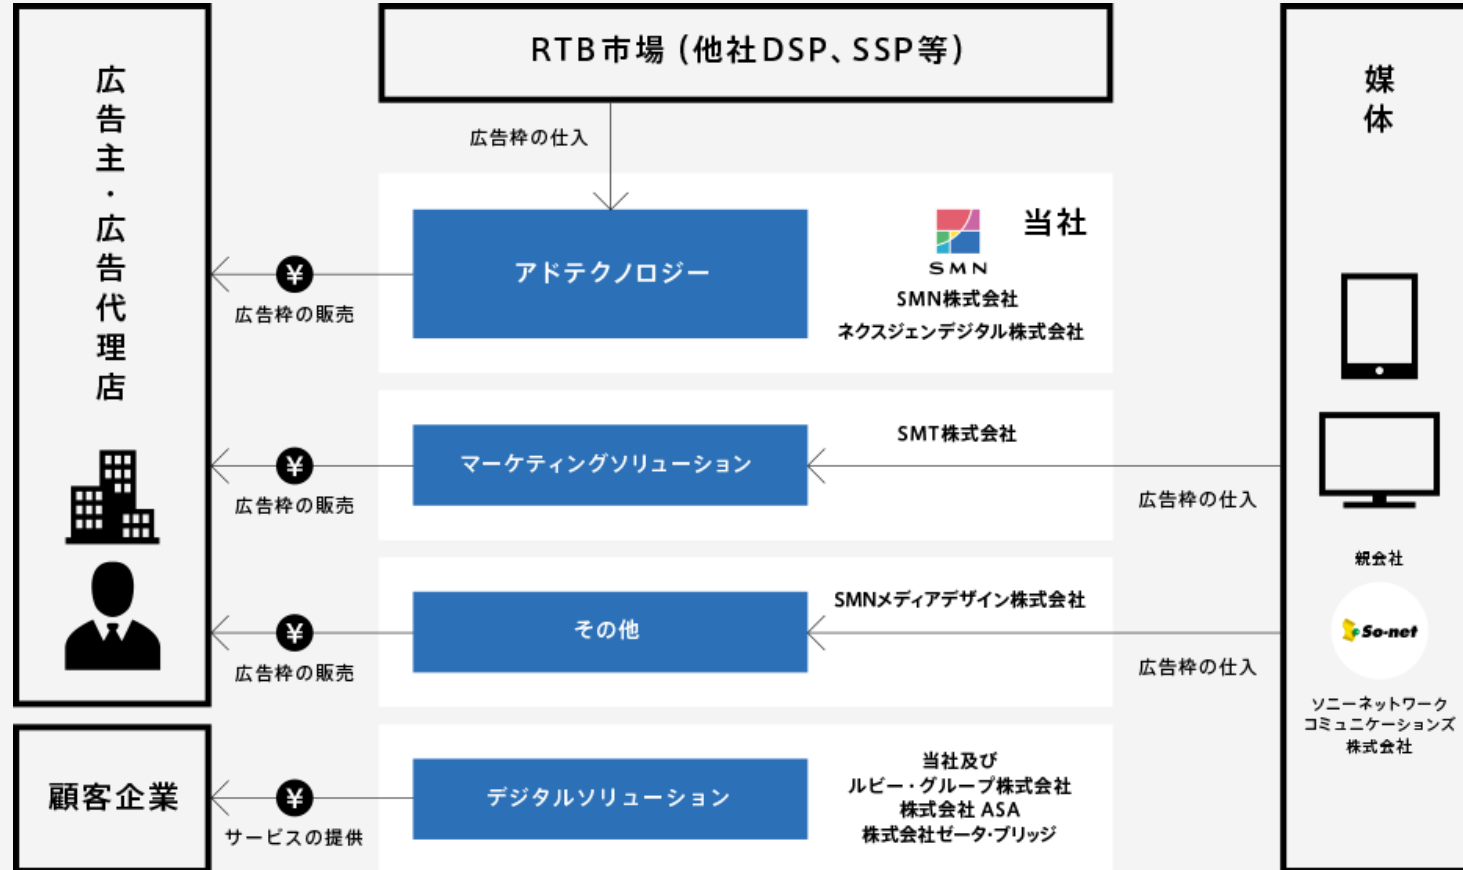 広告主・広告代理店
RTB市場 (他社DSP、SSP等)
媒体
広告枠の仕入
アドテクノロジー
SMN
当社
SMN株式会社
ネクスジェンデジタル株式会社
¥
広告枠の販売
マーケティングソリューション
SMT株式会社
¥
広告枠の販売
広告枠の仕入
その他
SMNメディアデザイン株式会社
¥
広告枠の販売
広告枠の仕入
親会社
So-net
ソニーネットワーク
コミュニケーションズ
株式会社
顧客企業
¥
サービスの提供
デジタルソリューション
当社及び
ルビー・グループ株式会社
株式会社 ASA
株式会社ゼータ・ブリッジ